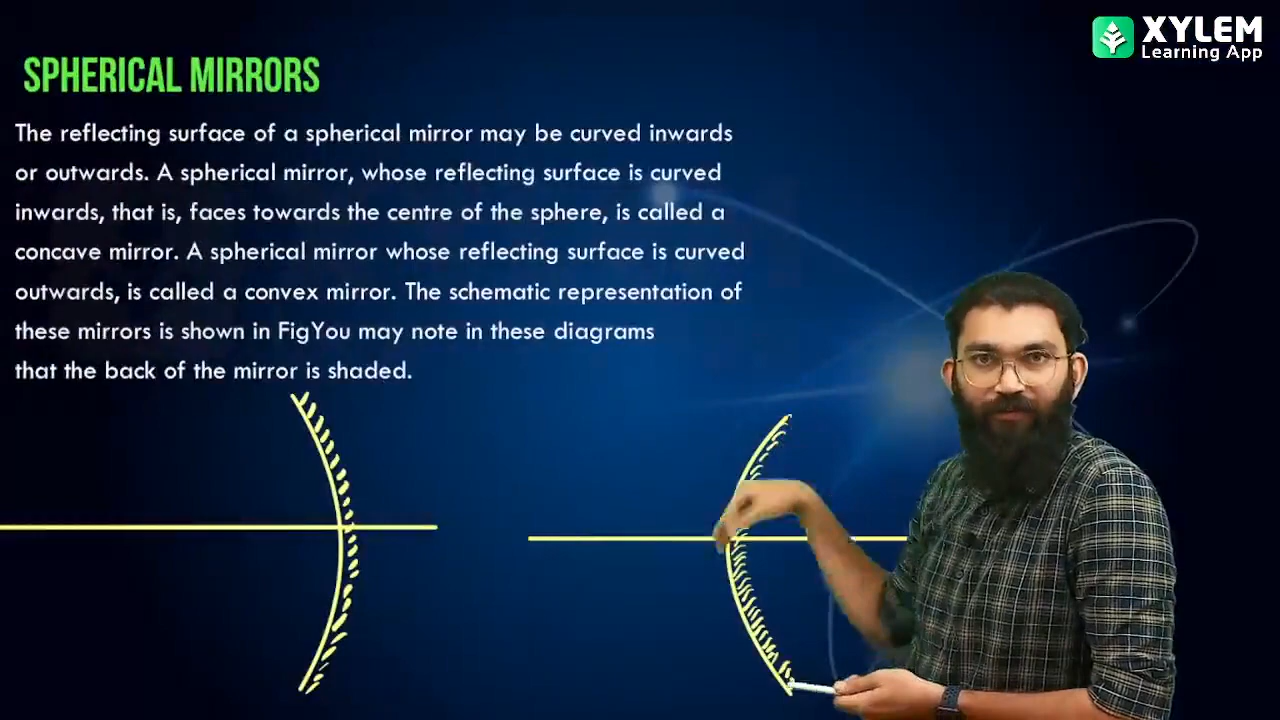 XYLEM
Learning App
SPHERICAL MIRRORS
The reflecting surface of a spherical mirror may be curved inwards
or outwards. A spherical mirror, whose reflecting surface is curved
inwards, that is, faces towards the centre of the sphere, is called a
concave mirror. A spherical mirror whose reflecting surface is curved
outwards, is called a convex mirror. The schematic representation of
these mirrors is shown in FigYou may note in these diagrams
that the back of the mirror is shaded.